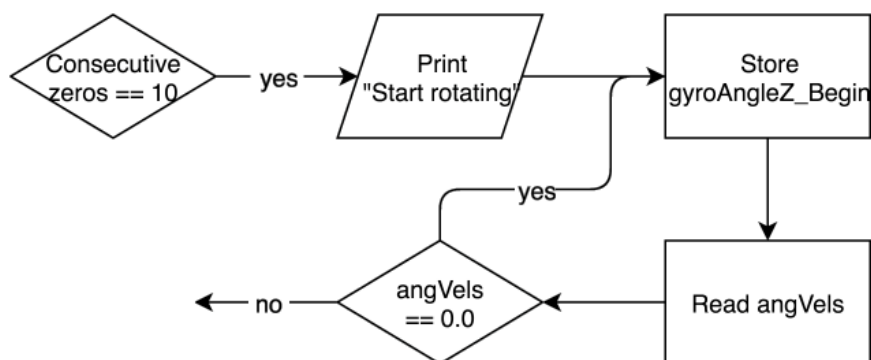 Consecutive
zeros == 10
yes
Print
"Start rotating"
Store
gyroAngleZ_Begin
yes
no
angVels
== 0.0
Read angVels